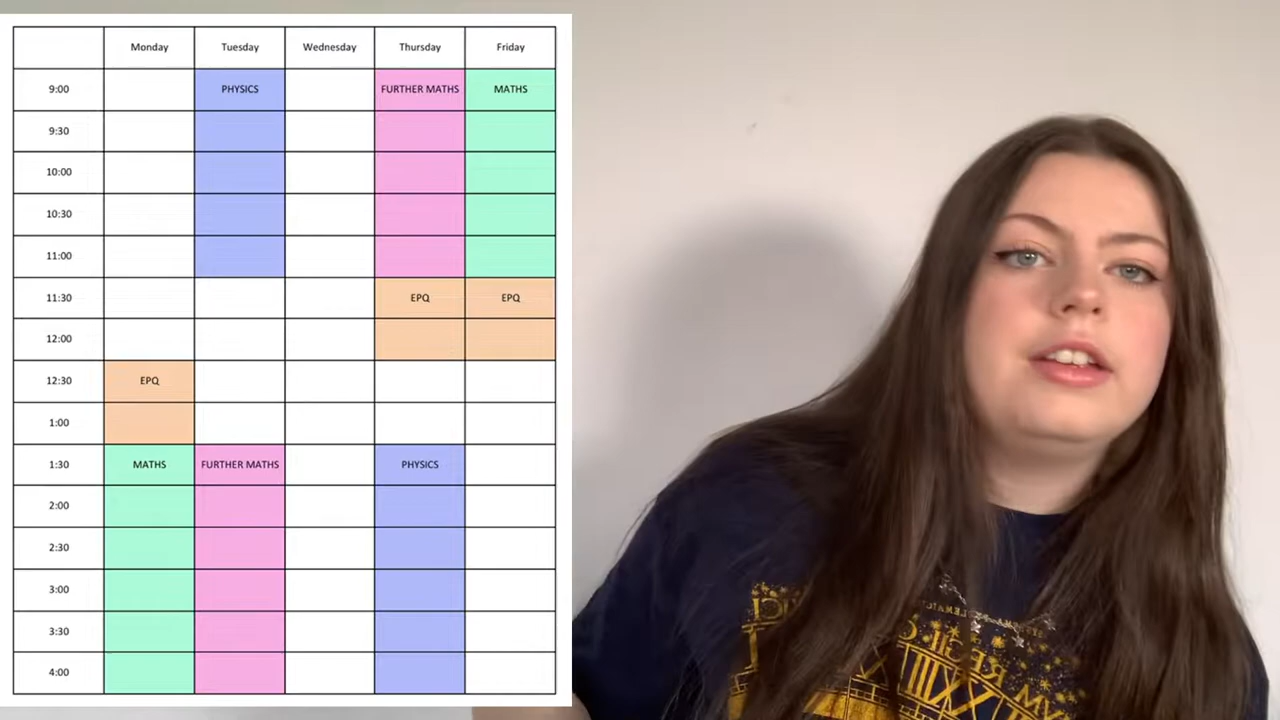 Monday Tuesday Wednesday Thursday Friday
9:00 PHYSICS FURTHER MATHS MATHS
9:30
10:00
10:30
11:00
11:30 EPQ EPQ
12:00
12:30 EPQ
1:00
1:30 MATHS FURTHER MATHS PHYSICS
2:00
2:30
3:00
3:30
4:00